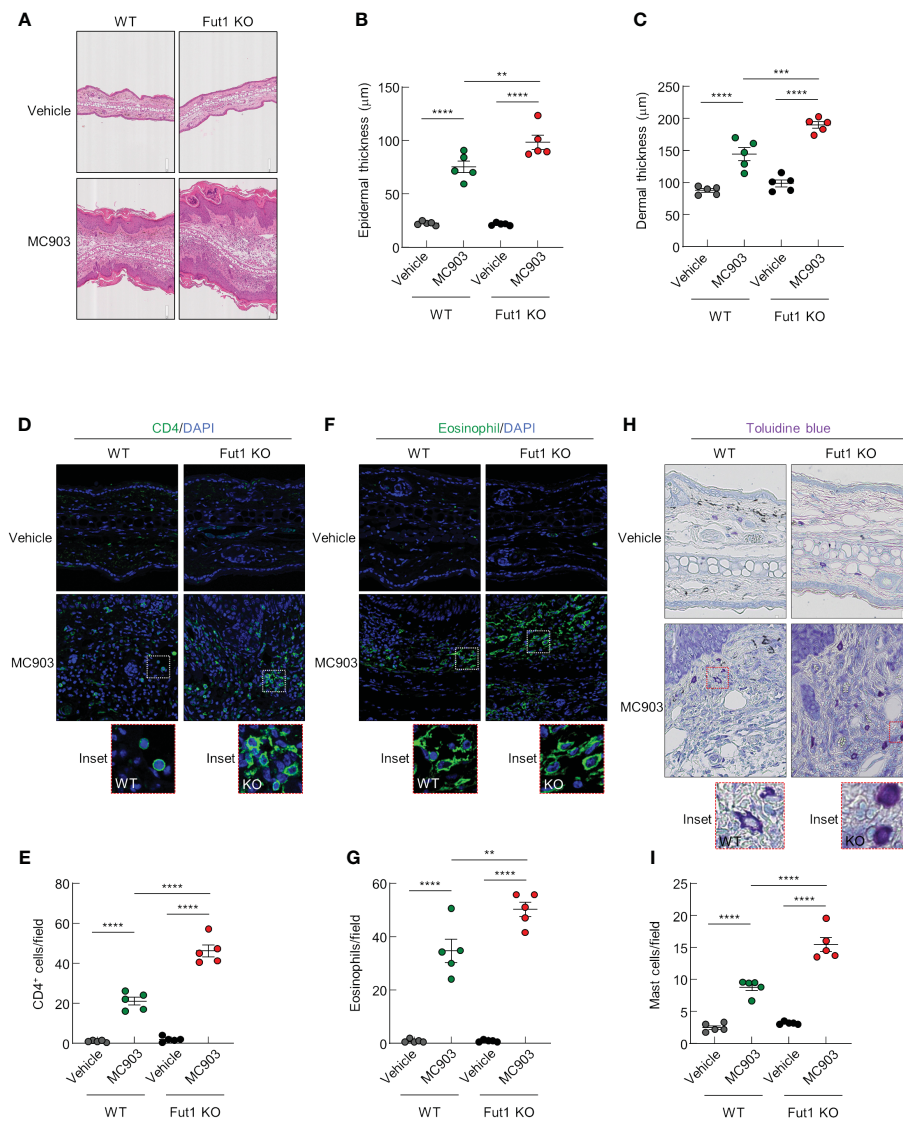 A
WT
Fut1 KO
Vehicle
MC903
B
Epidermal thickness (μm)
150
100
50
0
**
****
****
Vehicle
MC903
Vehicle
MC903
WT
Fut1 KO
C
Dermal thickness (μm)
250
200
150
100
50
0
***
****
****
Vehicle
MC903
Vehicle
MC903
WT
Fut1 KO
D
CD4/DAPI
WT
Fut1 KO
Vehicle
MC903
Inset
WT
Inset
KO
F
Eosinophil/DAPI
WT
Fut1 KO
Vehicle
MC903
Inset
WT
Inset
KO
H
Toluidine blue
WT
Fut1 KO
Vehicle
MC903
Inset
WT
Inset
KO
E
CD4⁺ cells/field
80
60
40
20
0
****
****
****
Vehicle
MC903
Vehicle
MC903
WT
Fut1 KO
G
Eosinophils/field
60
40
20
0
**
****
****
Vehicle
MC903
Vehicle
MC903
WT
Fut1 KO
I
Mast cells/field
25
20
15
10
5
0
****
****
****
Vehicle
MC903
Vehicle
MC903
WT
Fut1 KO